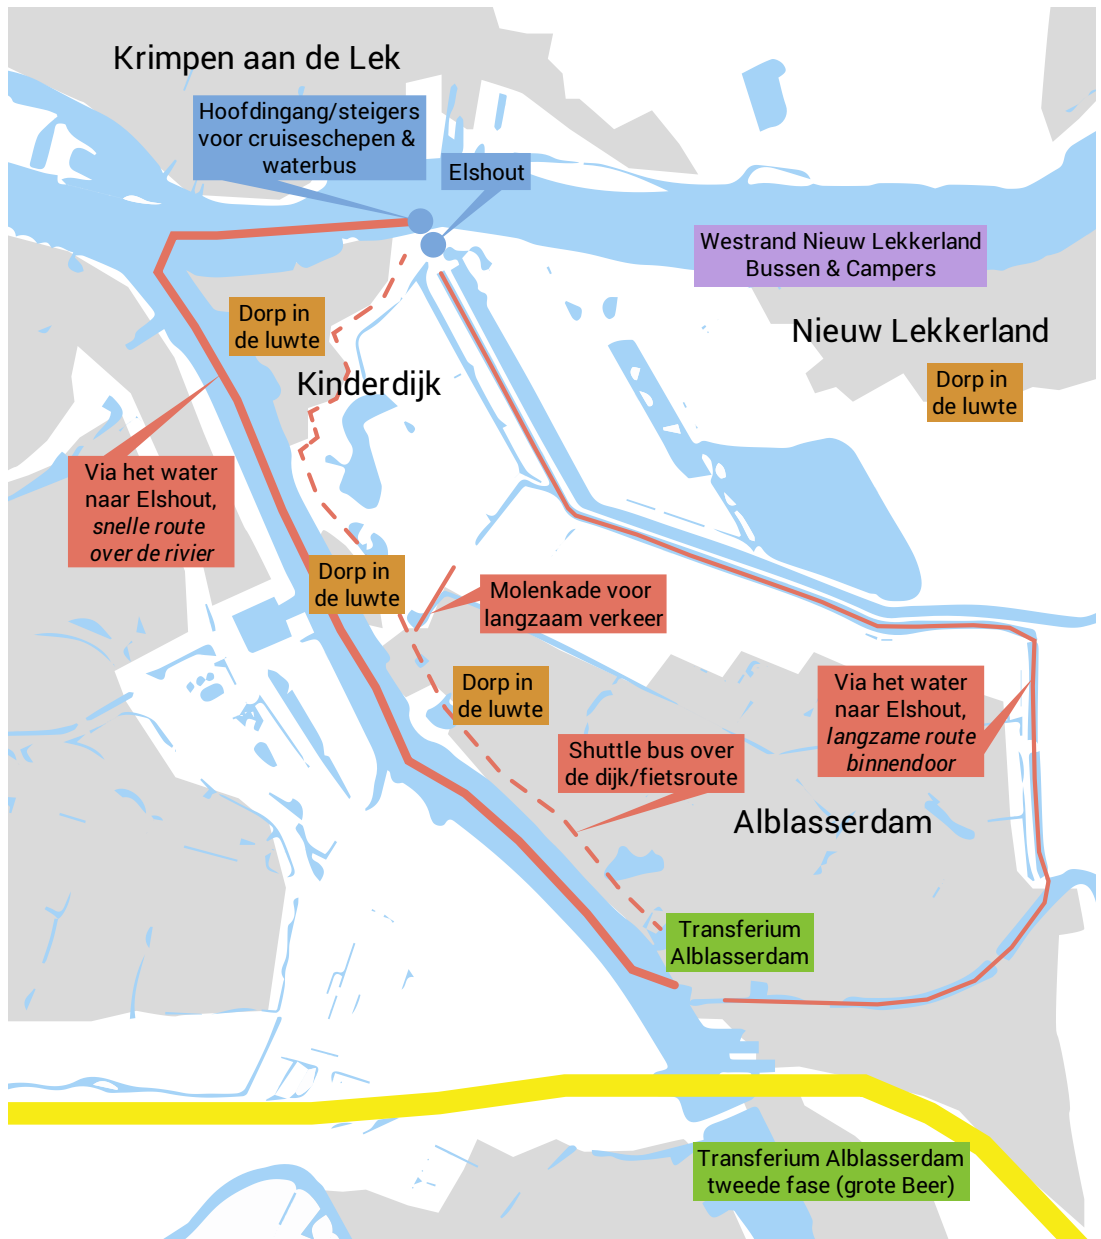 Krimpen aan de Lek
Hoofdingang/steigers
voor cruiseschepen &
waterbus
Elshout
Westrand Nieuw Lekkerland
Bussen & Campers
Dorp in
de luwte
Nieuw Lekkerland
Kinderdijk
Dorp in
de luwte
Via het water
naar Elshout,
snelle route
over de rivier
Dorp in
de luwte
Molenkade voor
langzaam verkeer
Dorp in
de luwte
Via het water
naar Elshout,
langzame route
binnendoor
Shuttle bus over
de dijk/fietsroute
Alblasserdam
Transferium
Alblasserdam
Transferium Alblasserdam
tweede fase (grote Beer)